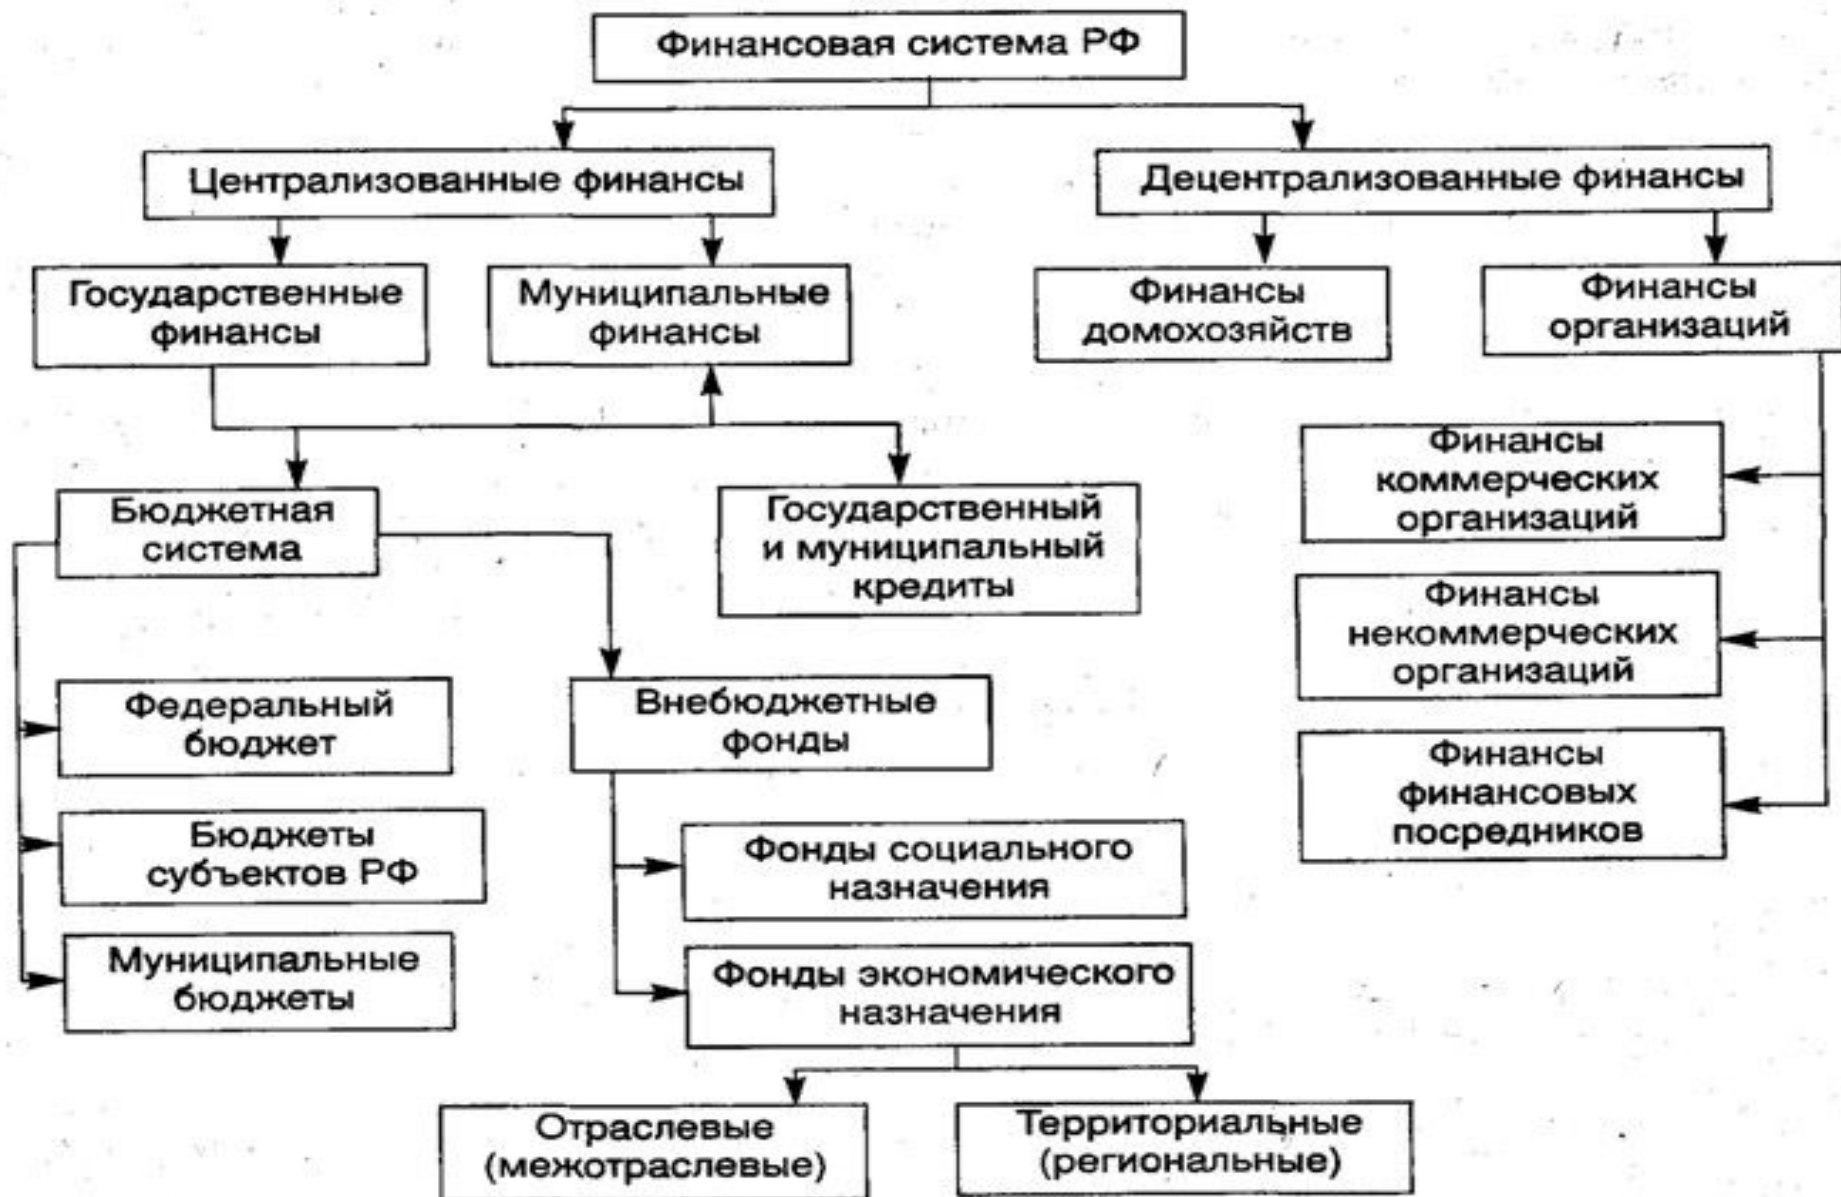 Финансовая система РФ
Централизованные финансы
Децентрализованные финансы
Государственные
финансы
Муниципальные
финансы
Финансы
домохозяйств
Финансы
организаций
Бюджетная
система
Государственный
и муниципальный
кредиты
Финансы
коммерческих
организаций
Финансы
некоммерческих
организаций
Финансы
финансовых
посредников
Федеральный
бюджет
Внебюджетные
фонды
Бюджеты
субъектов РФ
Фонды социального
назначения
Муниципальные
бюджеты
Фонды экономического
назначения
Отраслевые
(межотраслевые)
Территориальные
(региональные)